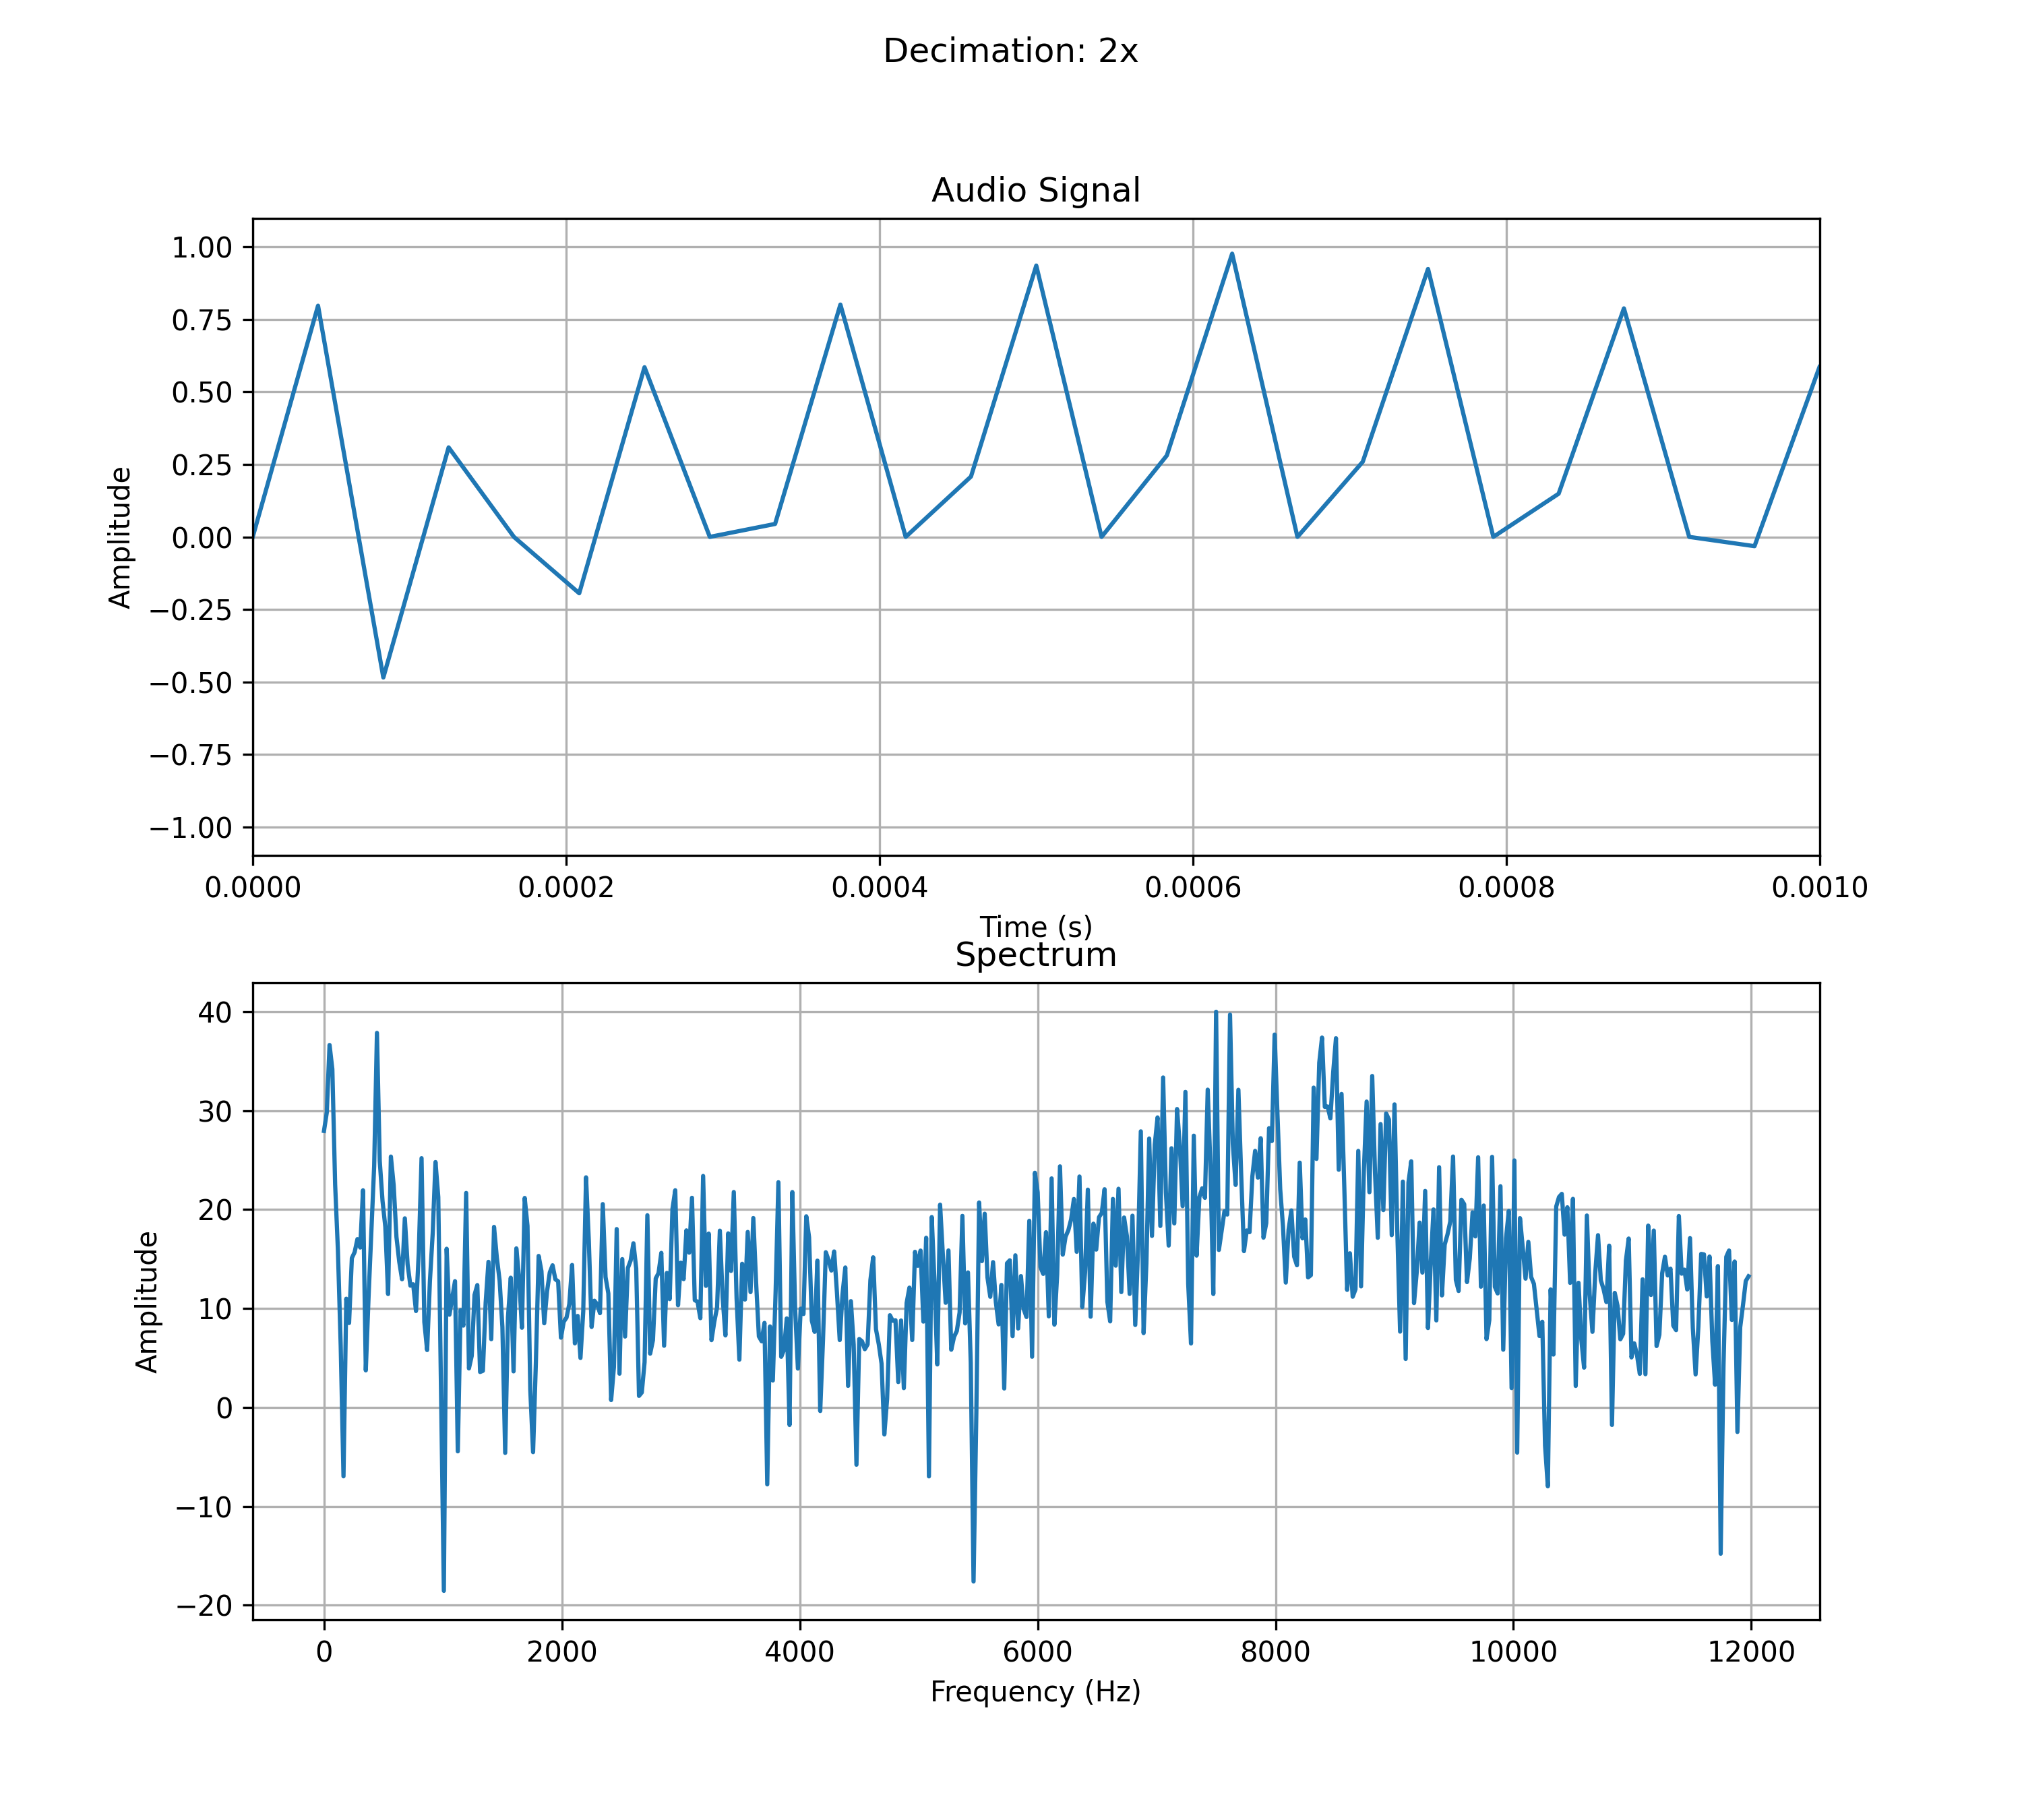 Decimation: 2x
Audio Signal
1.00
0.75
0.50
0.25
0.00
−0.25
−0.50
−0.75
−1.00
Amplitude
0.0000 0.0002 0.0004 0.0006 0.0008 0.0010
Time (s)
Spectrum
40
30
20
10
0
−10
−20
Amplitude
0 2000 4000 6000 8000 10000 12000
Frequency (Hz)